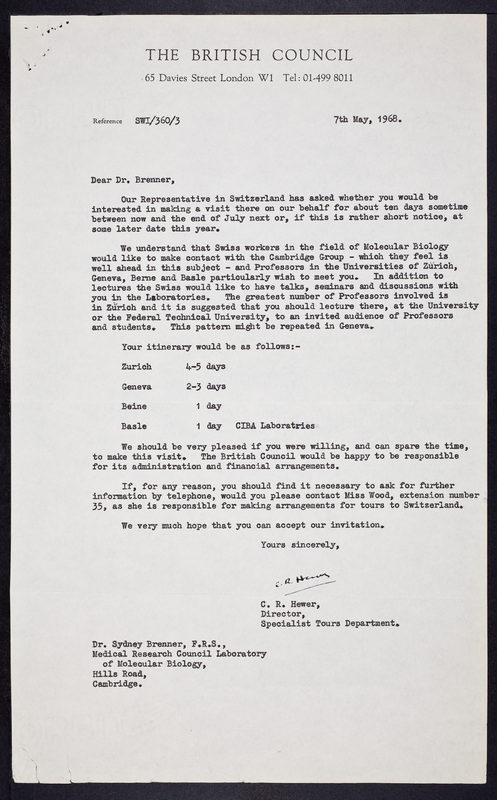 THE BRITISH COUNCIL
65 Davies Street London W1 Tel: 01-499 8011
Reference SWI/360/3 7th May, 1968.
Dear Dr. Brenner,
Our Representative in Switzerland has asked whether you would be
interested in making a visit there on our behalf for about ten days sometime
between now and the end of July next or, if this is rather short notice, at
some later date this year.
We understand that Swiss workers in the field of Molecular Biology
would like to make contact with the Cambridge Group - which they feel is
well ahead in this subject - and Professors in the Universities of Zürich,
Geneva, Berne and Basle particularly wish to meet you. In addition to
lectures the Swiss would like to have talks, seminars and discussions with
you in the Laboratories. The greatest number of Professors involved is
in Zürich and it is suggested that you should lecture there, at the University
or the Federal Technical University, to an invited audience of Professors
and students. This pattern might be repeated in Geneva.
Your itinerary would be as follows:-
Zurich 4-5 days
Geneva 2-3 days
Beine 1 day
Basle 1 day CIBA Laboratries
We should be very pleased if you were willing, and can spare the time,
to make this visit. The British Council would be happy to be responsible
for its administration and financial arrangements.
If, for any reason, you should find it necessary to ask for further
information by telephone, would you please contact Miss Wood, extension number
35, as she is responsible for making arrangements for tours to Switzerland.
We very much hope that you can accept our invitation.
Yours sincerely,
C. R. Hewer
C. R. Hewer,
Director,
Specialist Tours Department.
Dr. Sydney Brenner, F.R.S.,
Medical Research Council Laboratory
of Molecular Biology,
Hills Road,
Cambridge.